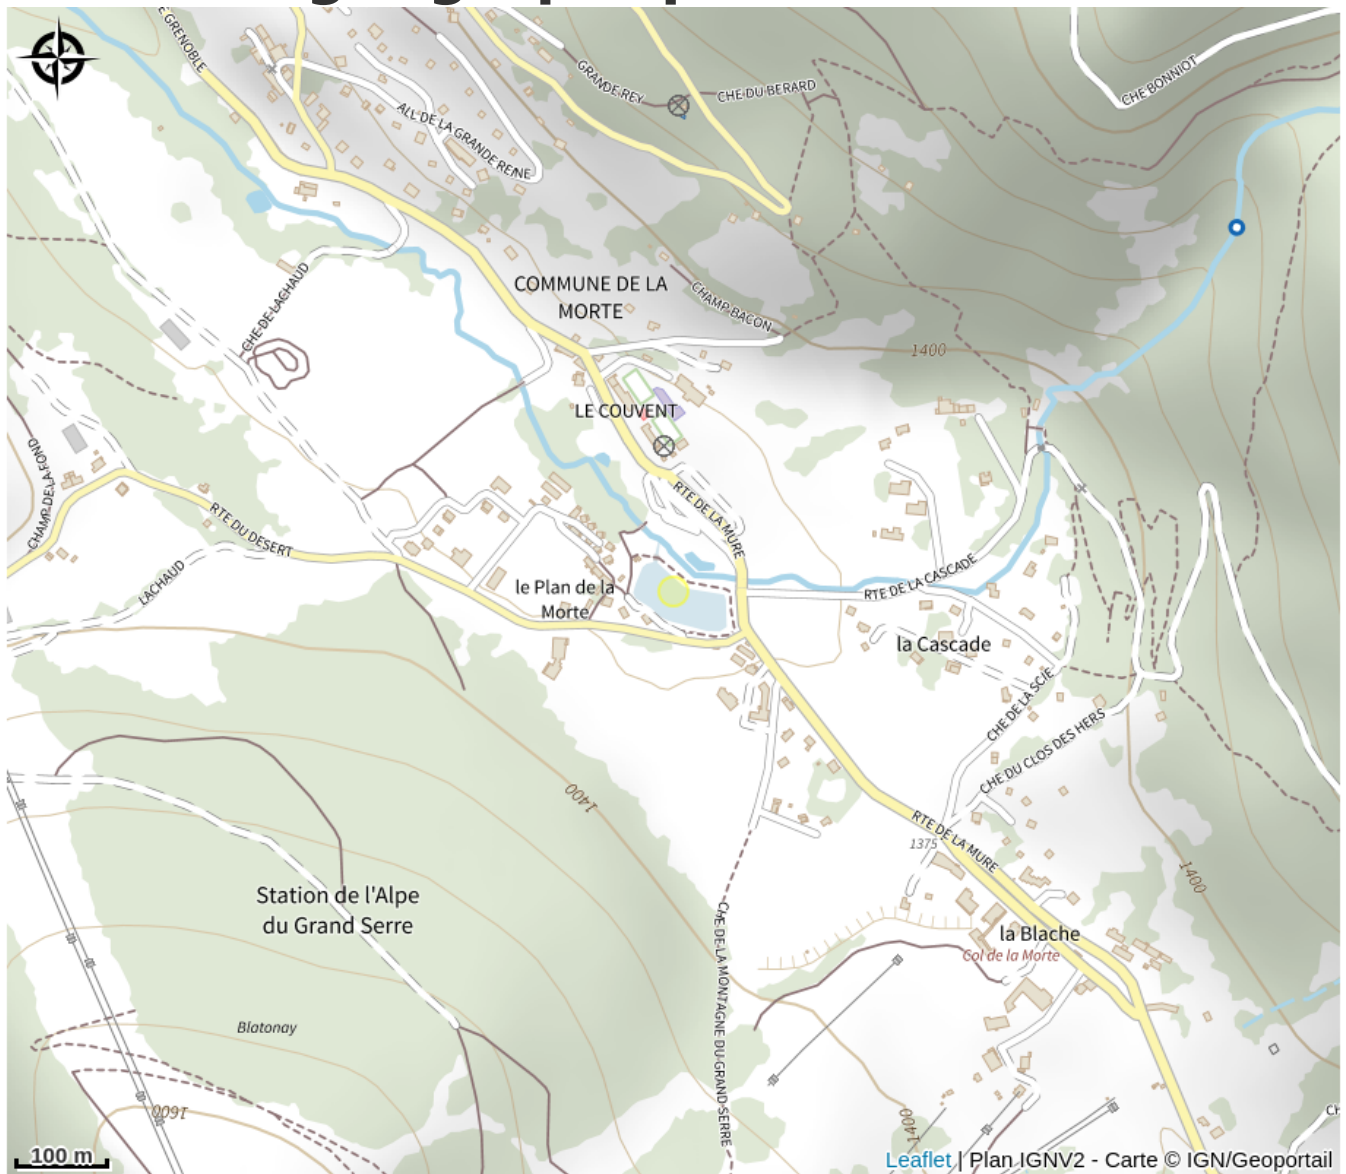 E GRENOBLE
GRANDE REY
CHE DU BERARD
CHE BONNIOT
ALL DE LA GRANDE REINE
CHE DE LACHAUD
COMMUNE DE LA
MORTE
CHAMP BACON
1400
LE COUVENT
CHAMP DE LA FOND
RTE DU DESERT
RTE DE LA MURE
LACHAUD
le Plan de la
Morte
RTE DE LA CASCADE
la Cascade
CHE DE LA SCIE
CHE DU CLOS DES HERS
1400
RTE DE LA MURE
1375
1400
Station de l'Alpe
du Grand Serre
la Blache
Col de la Morte
CHE DE LA MONTAGNE DU GRAND SERRE
Blatonay
1600
1400
CH
100 m
Leaflet | Plan IGNV2 - Carte © IGN/Geoportail